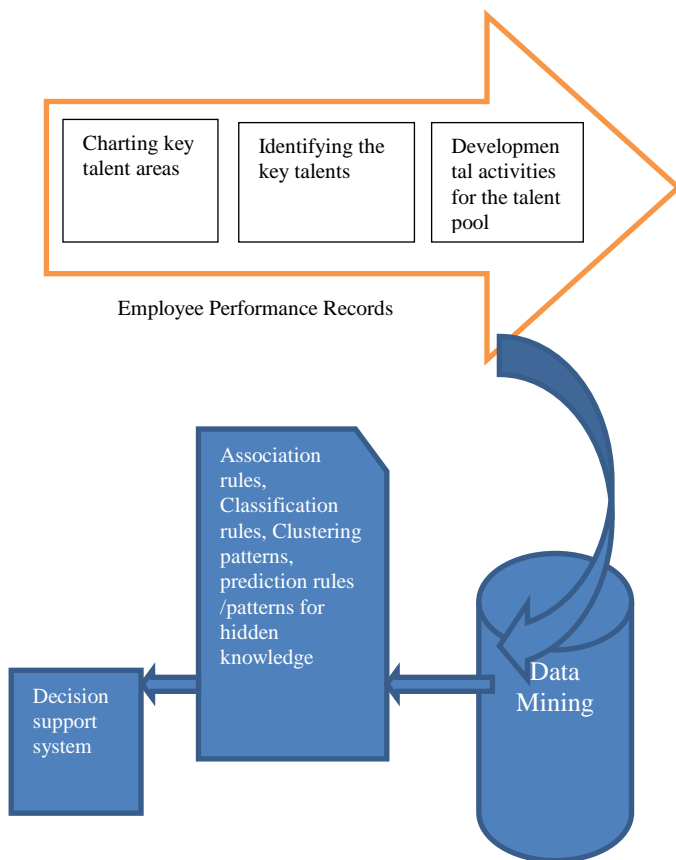 Charting key
talent areas
Identifying the
key talents
Developmen
tal activities
for the talent
pool
Employee Performance Records
Association
rules,
Classification
rules, Clustering
patterns,
prediction rules
/patterns for
hidden
knowledge
Data
Mining
Decision
support
system